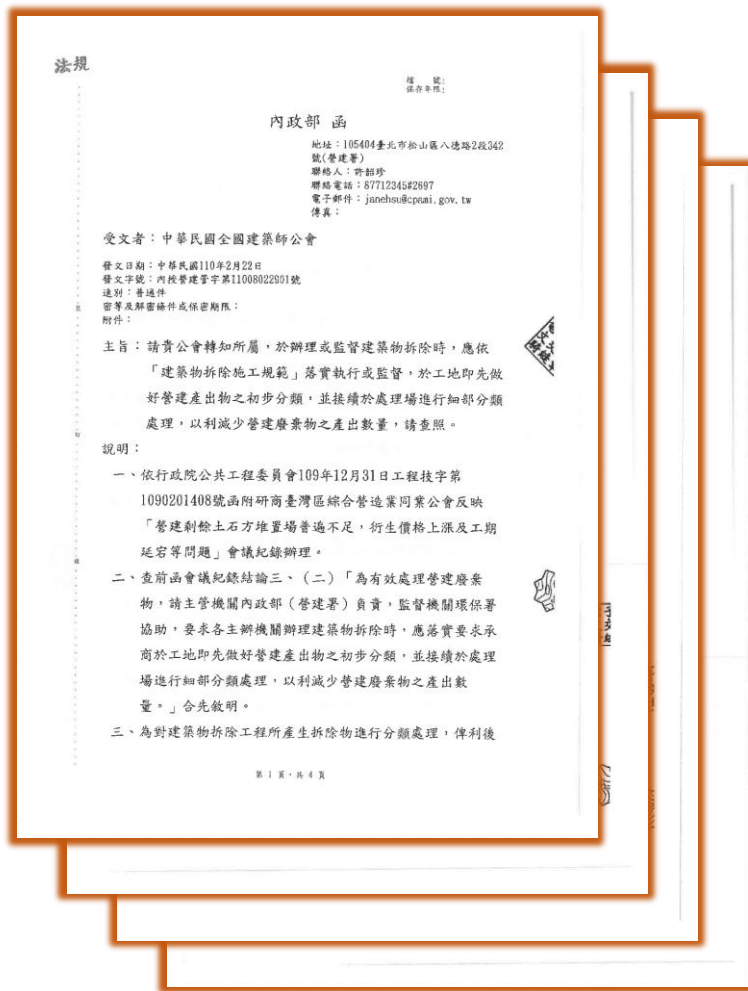 法規
檔　　號：
保存年限：
內政部 函
地址：105404臺北市松山區八德路2段342
號(營建署)
聯絡人：許韶珍
聯絡電話：87712345#2697
電子郵件：janehsu@cpami.gov.tw
傳真：
受文者：中華民國全國建築師公會
發文日期：中華民國110年2月22日
發文字號：內授營建管字第11008022901號
速別：普通件
密等及解密條件或保密期限：
附件：
主旨：請貴公會轉知所屬，於辦理或監督建築物拆除時，應依
「建築物拆除施工規範」落實執行或監督，於工地即先做
好營建產出物之初步分類，並接續於處理場進行細部分類
處理，以利減少營建廢棄物之產出數量，請查照。
說明：
一、依行政院公共工程委員會109年12月31日工程技字第
1090201408號函附研商臺灣區綜合營造業同業公會反映
「營建剩餘土石方堆置場普遍不足，衍生價格上漲及工期
延宕等問題」會議紀錄辦理。
二、查前函會議紀錄結論三、（二）「為有效處理營建廢棄
物，請主管機關內政部（營建署）負責，監督機關環保署
協助，要求各主辦機關辦理建築物拆除時，應落實要求承
商於工地即先做好營建產出物之初步分類，並接續於處理
場進行細部分類處理，以利減少營建廢棄物之產出數
量。」合先敘明。
三、為對建築物拆除工程所產生拆除物進行分類處理，俾利後
第 1 頁，共 4 頁